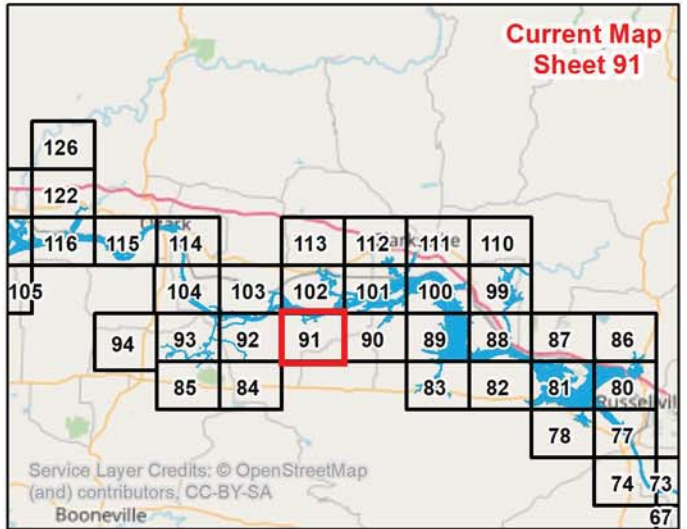 Current Map
Sheet 91
126
122
116 115 114 113 112 111 110
105 104 103 102 101 100 99
94 93 92 91 90 89 88 87 86
85 84 83 82 81 80
78 77
74 73
67
Service Layer Credits: © OpenStreetMap
(and) contributors, CC-BY-SA
Booneville